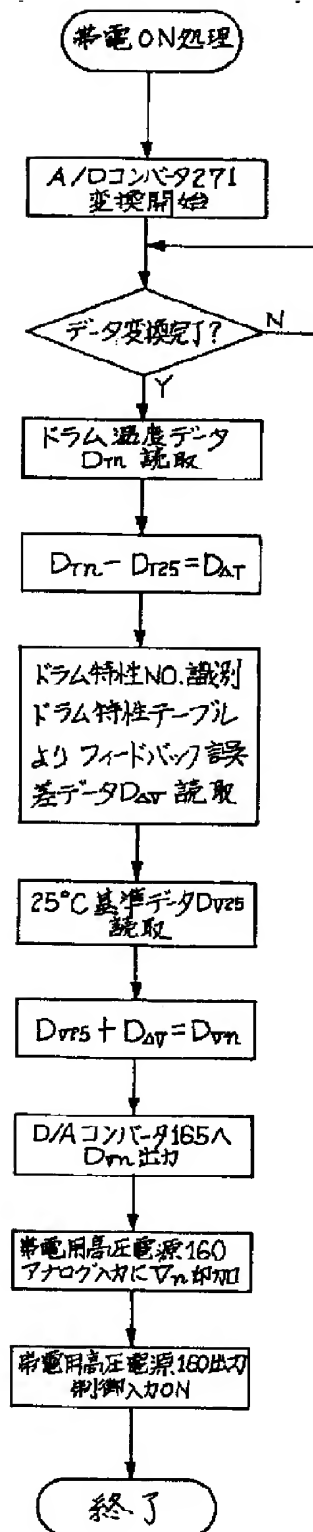 帯電ON処理
A/Dコンバータ271
変換開始
データ変換完了?
N
Y
ドラム温度データ
DTn 読取
DTn − DT25 = DΔT
ドラム特性NO.識別
ドラム特性テーブル
よりフィードバック誤
差データDΔV 読取
25°C基準データDV25
読取
DV25 + DΔV = DVn
D/Aコンバータ165へ
DVn出力
帯電用高圧電源160
アナログ入力にVn印加
帯電用高圧電源160出力
制御入力ON
終了